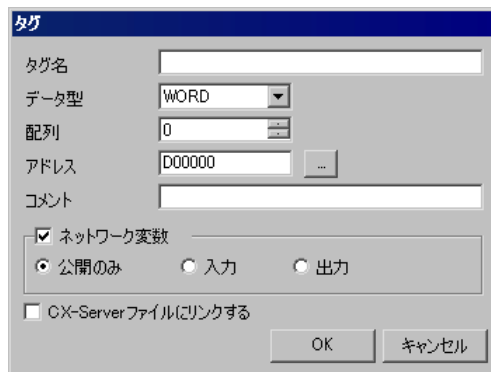 タグ
タグ名
データ型 WORD
配列 0
アドレス D00000 ...
コメント
ネットワーク変数
公開のみ 入力 出力
CX-Serverファイルにリンクする
OK キャンセル